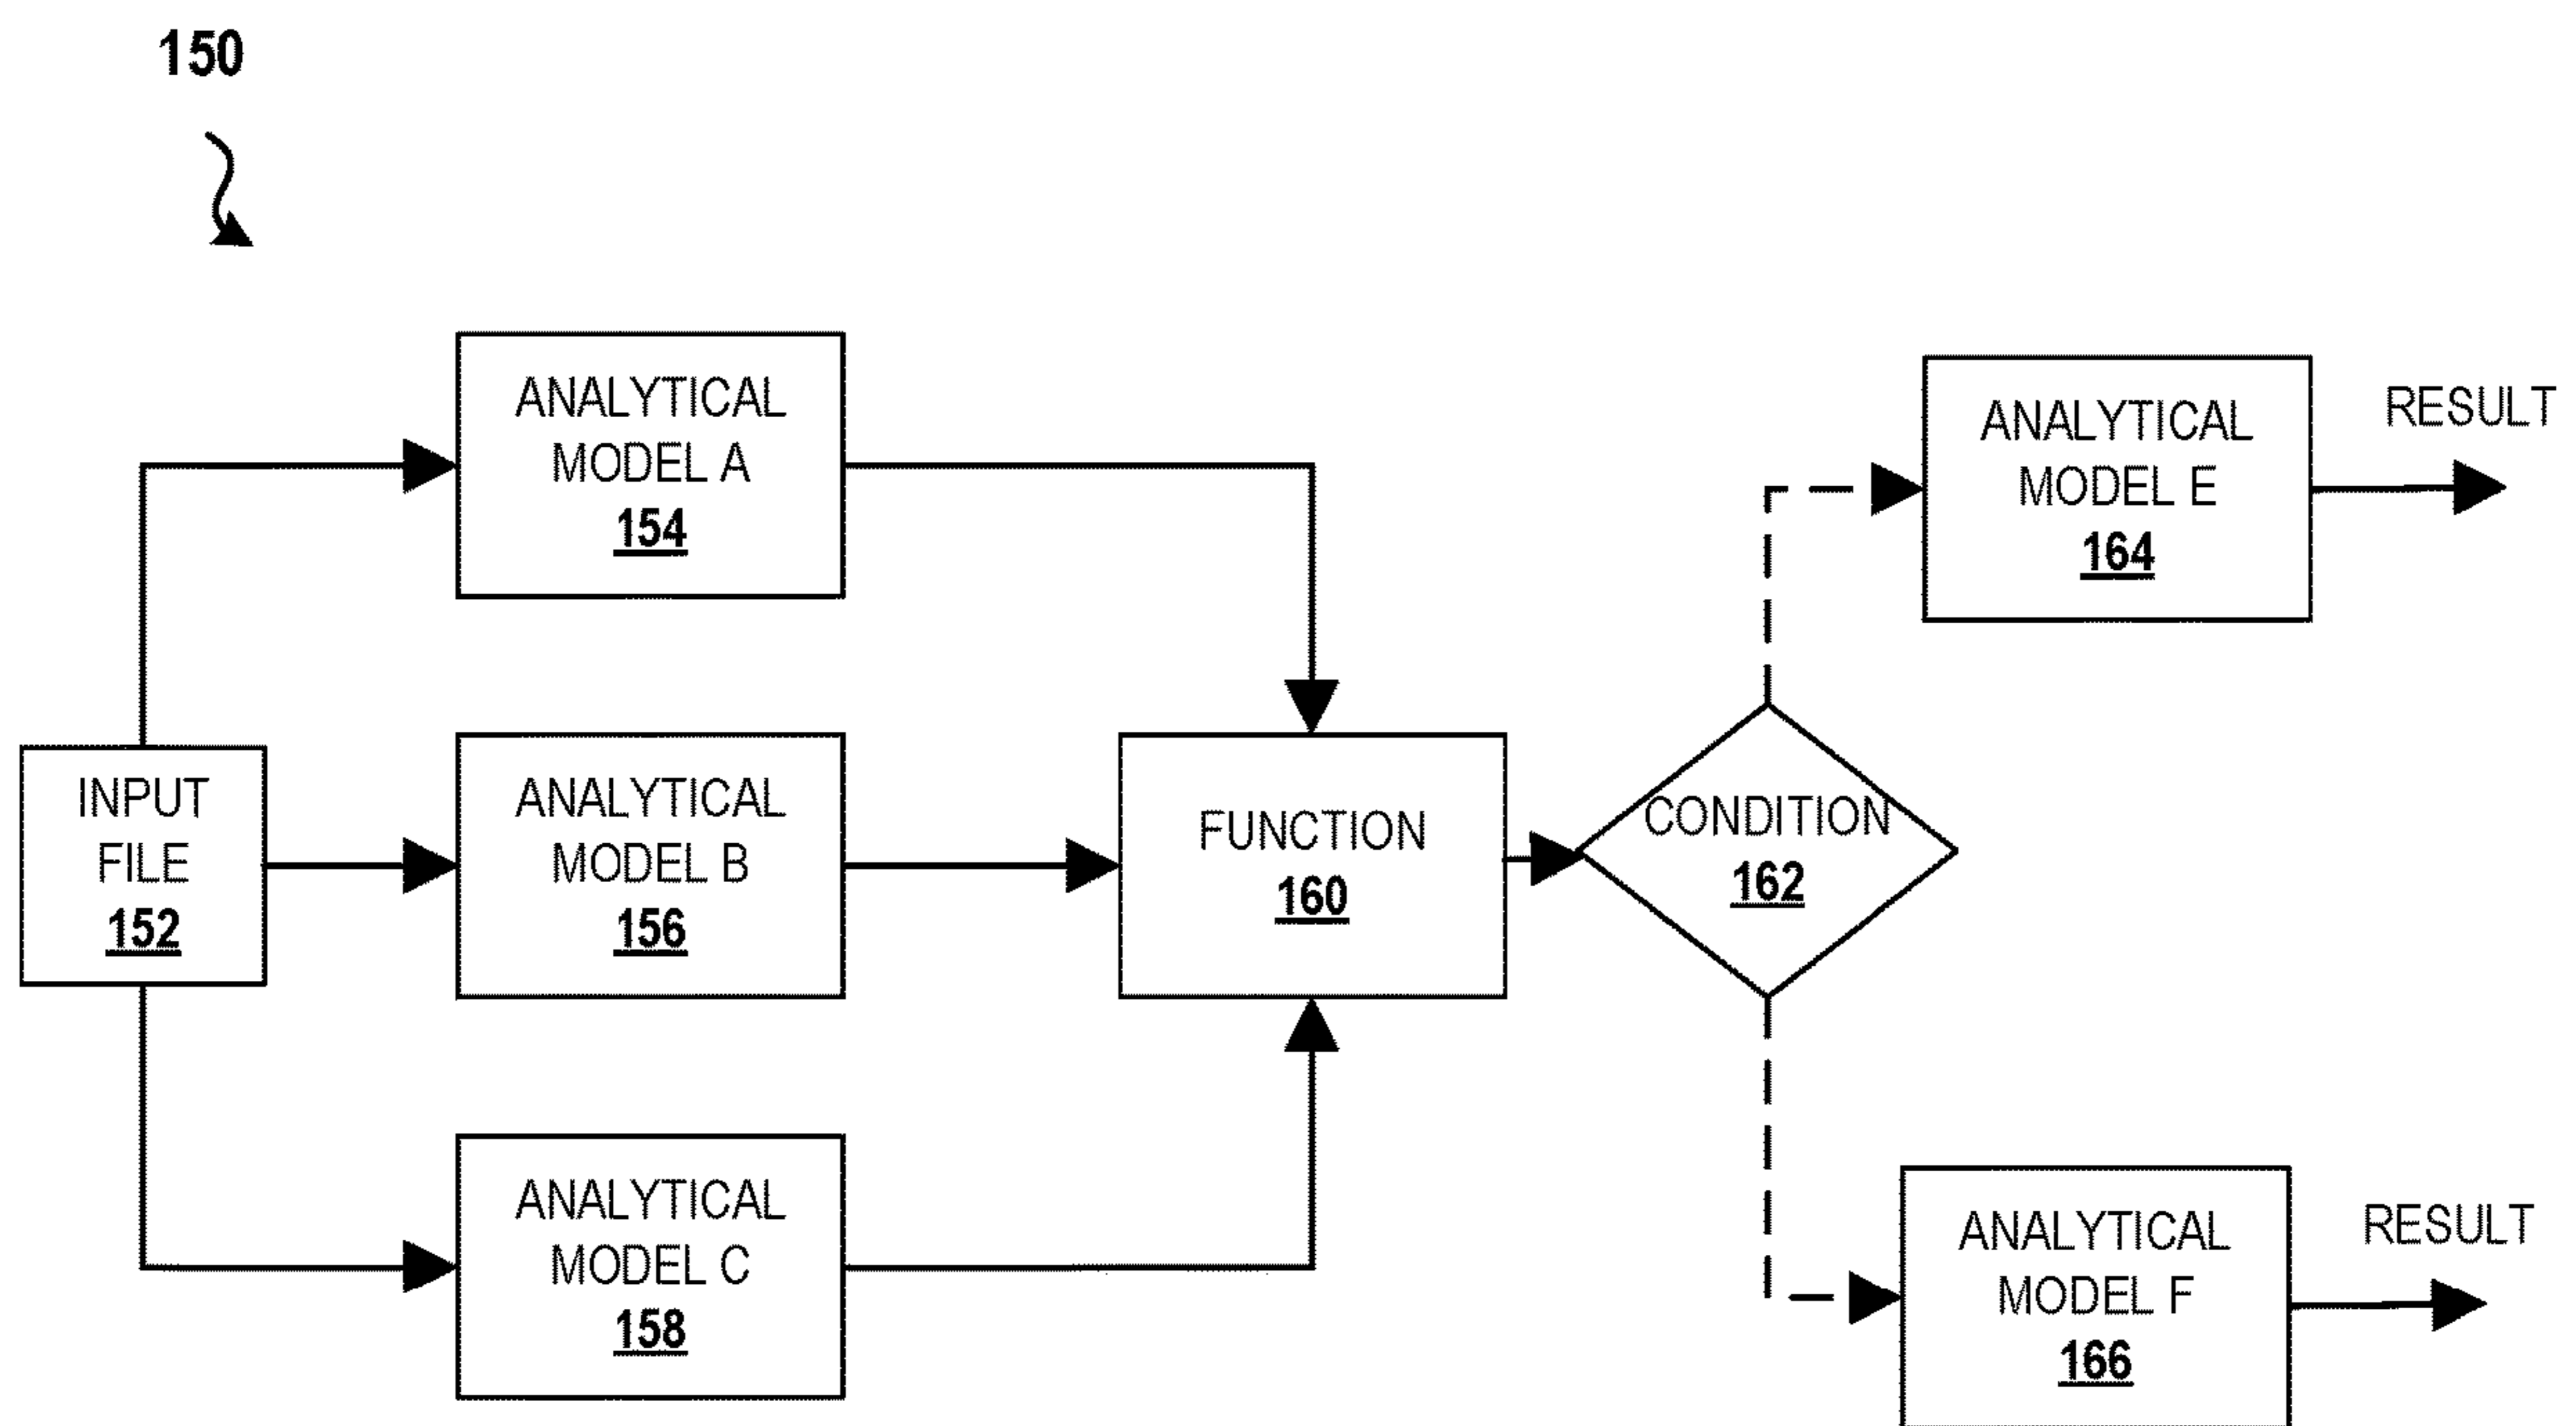 150
ANALYTICAL
MODEL A
154
INPUT
FILE
152
ANALYTICAL
MODEL B
156
ANALYTICAL
MODEL C
158
FUNCTION
160
CONDITION
162
ANALYTICAL
MODEL E
164
RESULT
ANALYTICAL
MODEL F
166
RESULT